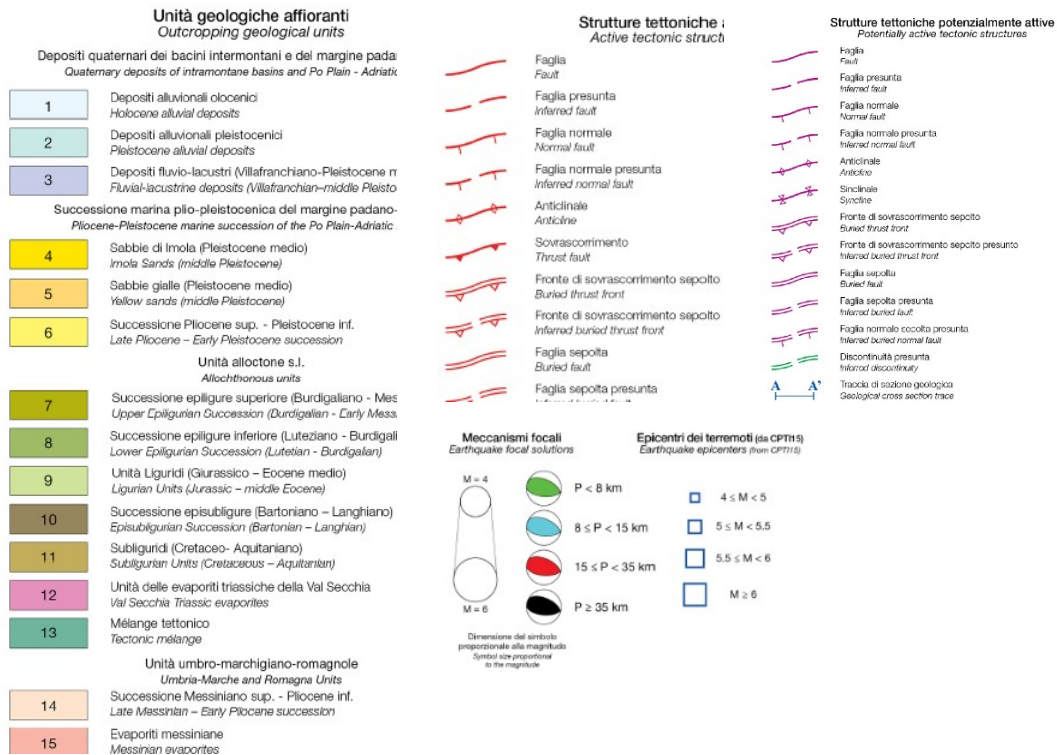 Unità geologiche affioranti
Outcropping geological units
Depositi quaternari dei bacini intermontani e del margine pada
Quaternary deposits of intramontane basins and Po Plain - Adriatic
1
Depositi alluvionali olocenici
Holocene alluvial deposits
2
Depositi alluvionali pleistocenici
Pleistocene alluvial deposits
3
Depositi fluvio-lacustri (Villafranchiano-Pleistocene m
Fluvial-lacustrine deposits (Villafranchian–middle Pleisto
Successione marina plio-pleistocenica del margine padano-
Pliocene-Pleistocene marine succession of the Po Plain-Adriatic
4
Sabbie di Imola (Pleistocene medio)
Imola Sands (middle Pleistocene)
5
Sabbie gialle (Pleistocene medio)
Yellow sands (middle Pleistocene)
6
Successione Pliocene sup. - Pleistocene inf.
Late Pliocene – Early Pleistocene succession
Unità alloctone s.l.
Allochthonous units
7
Successione epiligure superiore (Burdigaliano - Mes
Upper Epiligurian Succession (Burdigalian - Early Mess
8
Successione epiligure inferiore (Luteziano - Burdigali
Lower Epiligurian Succession (Lutetian - Burdigalian)
9
Unità Liguridi (Giurassico – Eocene medio)
Ligurian Units (Jurassic – middle Eocene)
10
Successione episubligure (Bartoniano – Langhiano)
Episubligurian Succession (Bartonian – Langhian)
11
Subliguridi (Cretaceo- Aquitaniano)
Subligurian Units (Cretaceous – Aquitanian)
12
Unità delle evaporiti triassiche della Val Secchia
Val Secchia Triassic evaporites
13
Mélange tettonico
Tectonic mélange
Unità umbro-marchigiano-romagnole
Umbria-Marche and Romagna Units
14
Successione Messiniano sup. - Pliocene inf.
Late Messinian – Early Pliocene succession
15
Evaporiti messiniane
Messinian evaporites
Strutture tettoniche a
Active tectonic structu
Faglia
Fault
Faglia presunta
Inferred fault
Faglia normale
Normal fault
Faglia normale presunta
Inferred normal fault
Anticlinale
Anticline
Sovrascorrimento
Thrust fault
Fronte di sovrascorrimento sepolto
Buried thrust front
Fronte di sovrascorrimento sepolto
Inferred buried thrust front
Faglia sepolta
Buried fault
Faglia sepolta presunta
Inferred buried fault
Strutture tettoniche potenzialmente attive
Potentially active tectonic structures
Faglia
Fault
Faglia presunta
Inferred fault
Faglia normale
Normal fault
Faglia normale presunta
Inferred normal fault
Anticlinale
Anticline
Sinclinale
Syncline
Fronte di sovrascorrimento sepolto
Buried thrust front
Fronte di sovrascorrimento sepolto presunto
Inferred buried thrust front
Faglia sepolta
Buried fault
Faglia sepolta presunta
Inferred buried fault
Faglia normale sepolta presunta
Inferred buried normal fault
Discontinuità presunta
Inferred discontinuity
A A'
Traccia di sezione geologica
Geological cross section trace
Meccanismi focali
Earthquake focal solutions
M = 4
M = 6
P < 8 km
8 ≤ P < 15 km
15 ≤ P < 35 km
P ≥ 35 km
Dimensione del simbolo
proporzionale alla magnitudo
Symbol size proportional
to the magnitude
Epicentri dei terremoti (da CPTI15)
Earthquake epicenters (from CPTI15)
4 ≤ M < 5
5 ≤ M < 5.5
5.5 ≤ M < 6
M ≥ 6